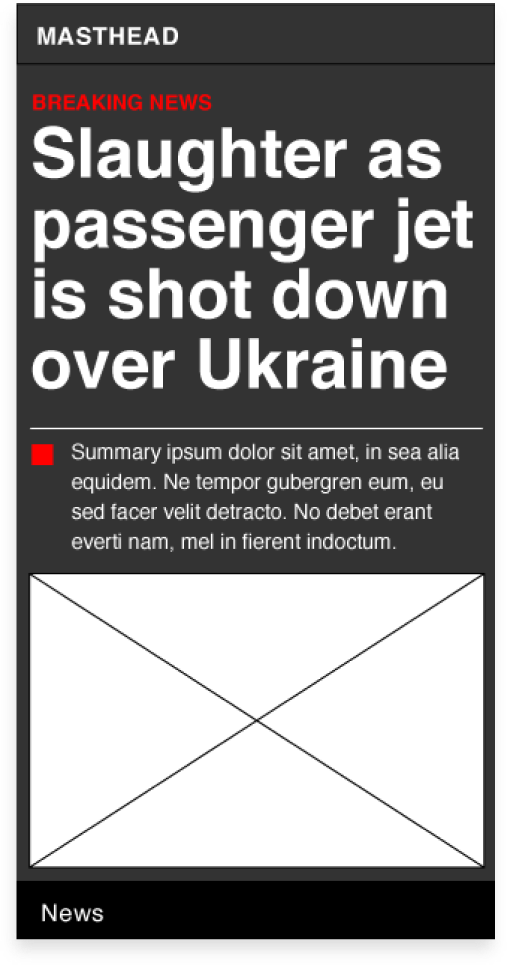 MASTHEAD
BREAKING NEWS
Slaughter as
passenger jet
is shot down
over Ukraine
Summary ipsum dolor sit amet, in sea alia
equidem. Ne tempor gubergren eum, eu
sed facer velit detracto. No debet erant
everti nam, mel in fierent indoctum.
News